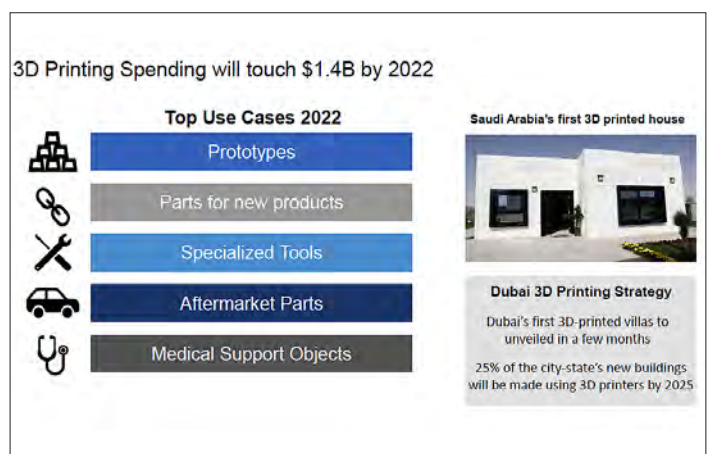 3D Printing Spending will touch $1.4B by 2022
Top Use Cases 2022
Prototypes
Parts for new products
Specialized Tools
Aftermarket Parts
Medical Support Objects
Saudi Arabia's first 3D printed house
Dubai 3D Printing Strategy
Dubai's first 3D-printed villas to
unveiled in a few months
25% of the city-state's new buildings
will be made using 3D printers by 2025